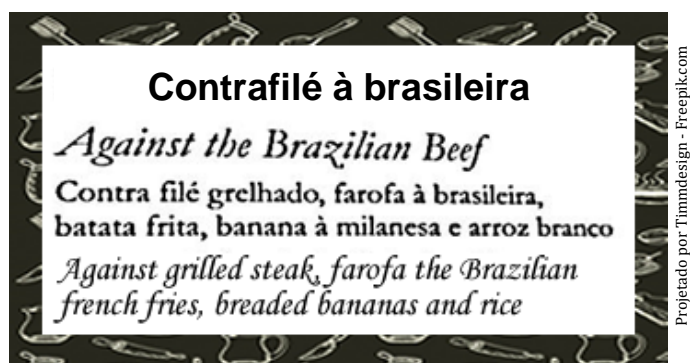 Contrafilé à brasileira
Against the Brazilian Beef
Contra filé grelhado, farofa à brasileira,
batata frita, banana à milanesa e arroz branco
Against grilled steak, farofa the Brazilian
french fries, breaded bananas and rice
Projetado por Timmdesign - Freepik.com